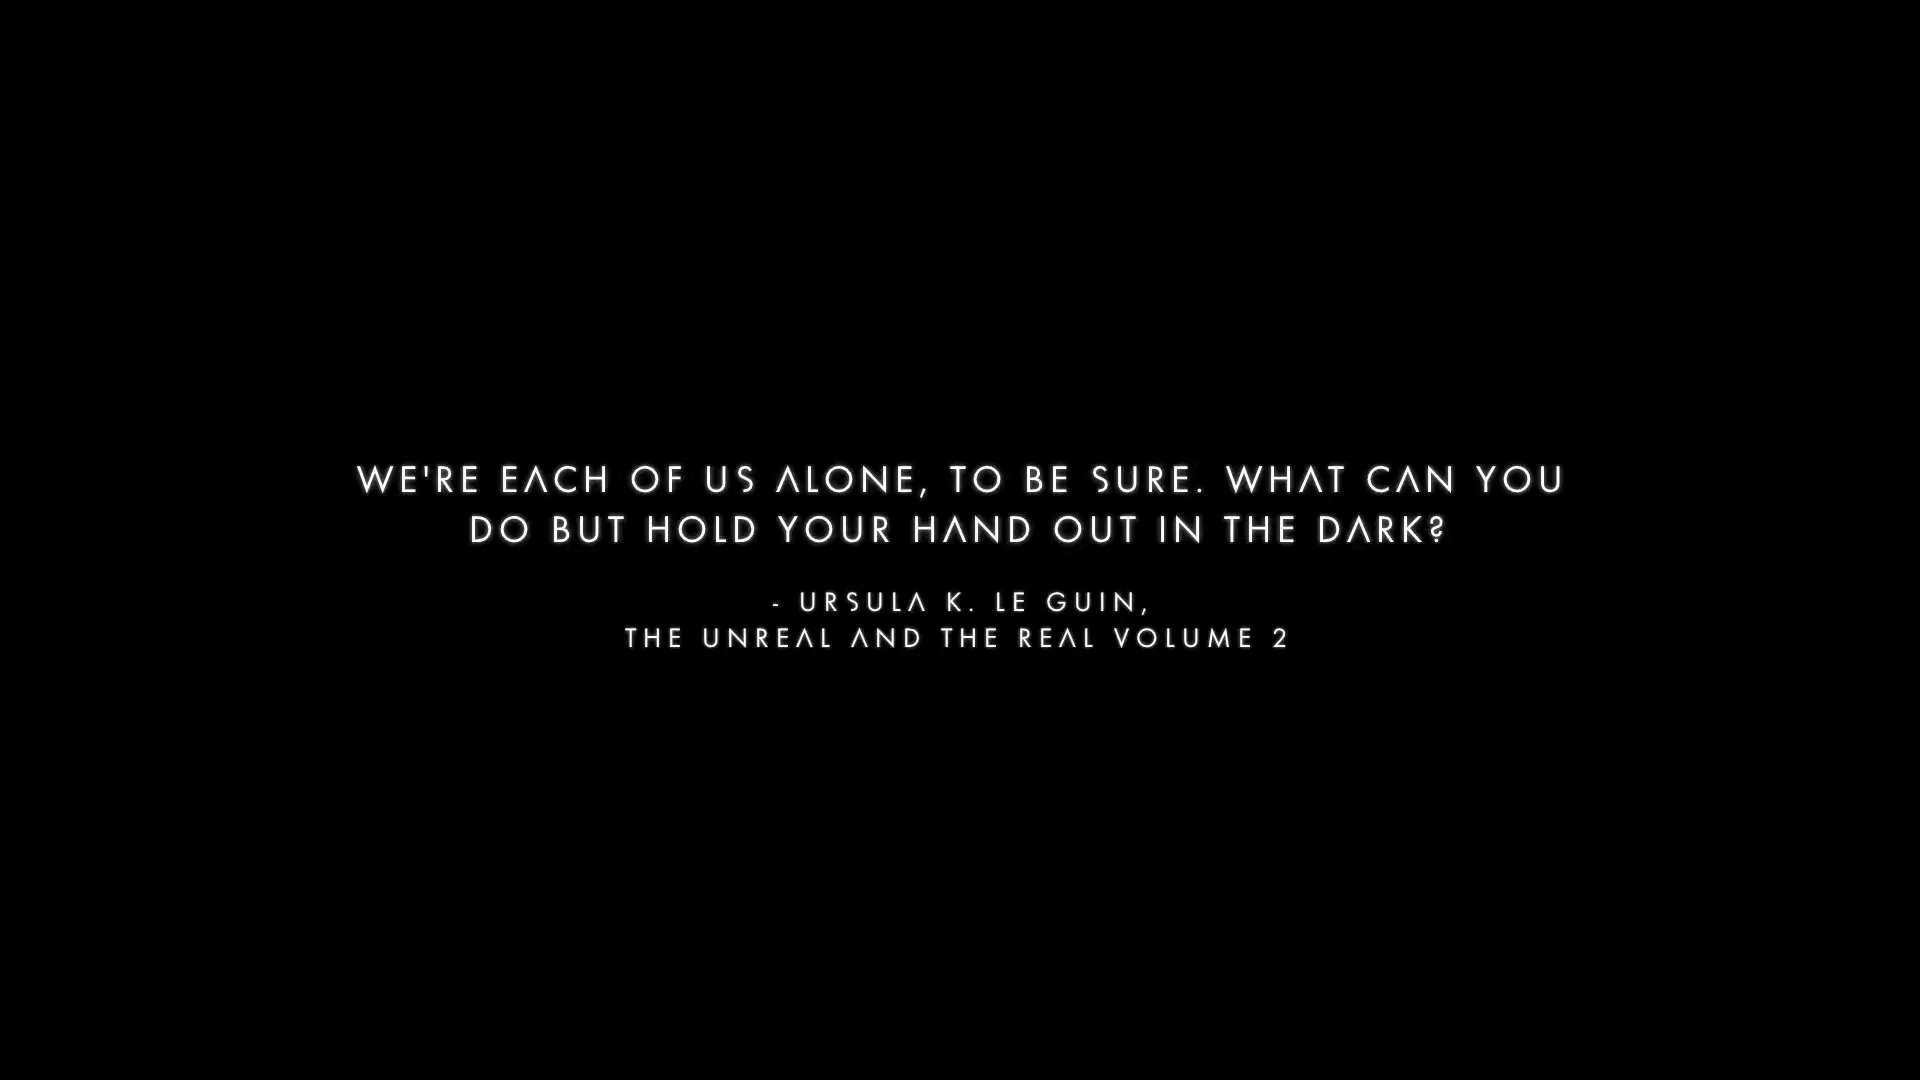 WE'RE EACH OF US ALONE, TO BE SURE. WHAT CAN YOU
DO BUT HOLD YOUR HAND OUT IN THE DARK?
- URSULA K. LE GUIN,
THE UNREAL AND THE REAL VOLUME 2